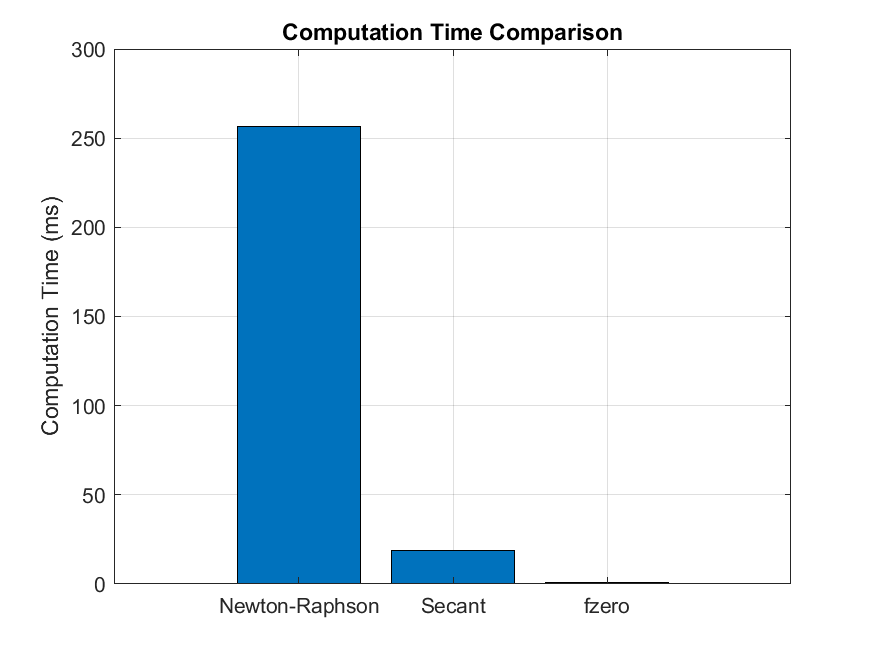 Computation Time Comparison
Computation Time (ms)
300
250
200
150
100
50
0
Newton-Raphson
Secant
fzero